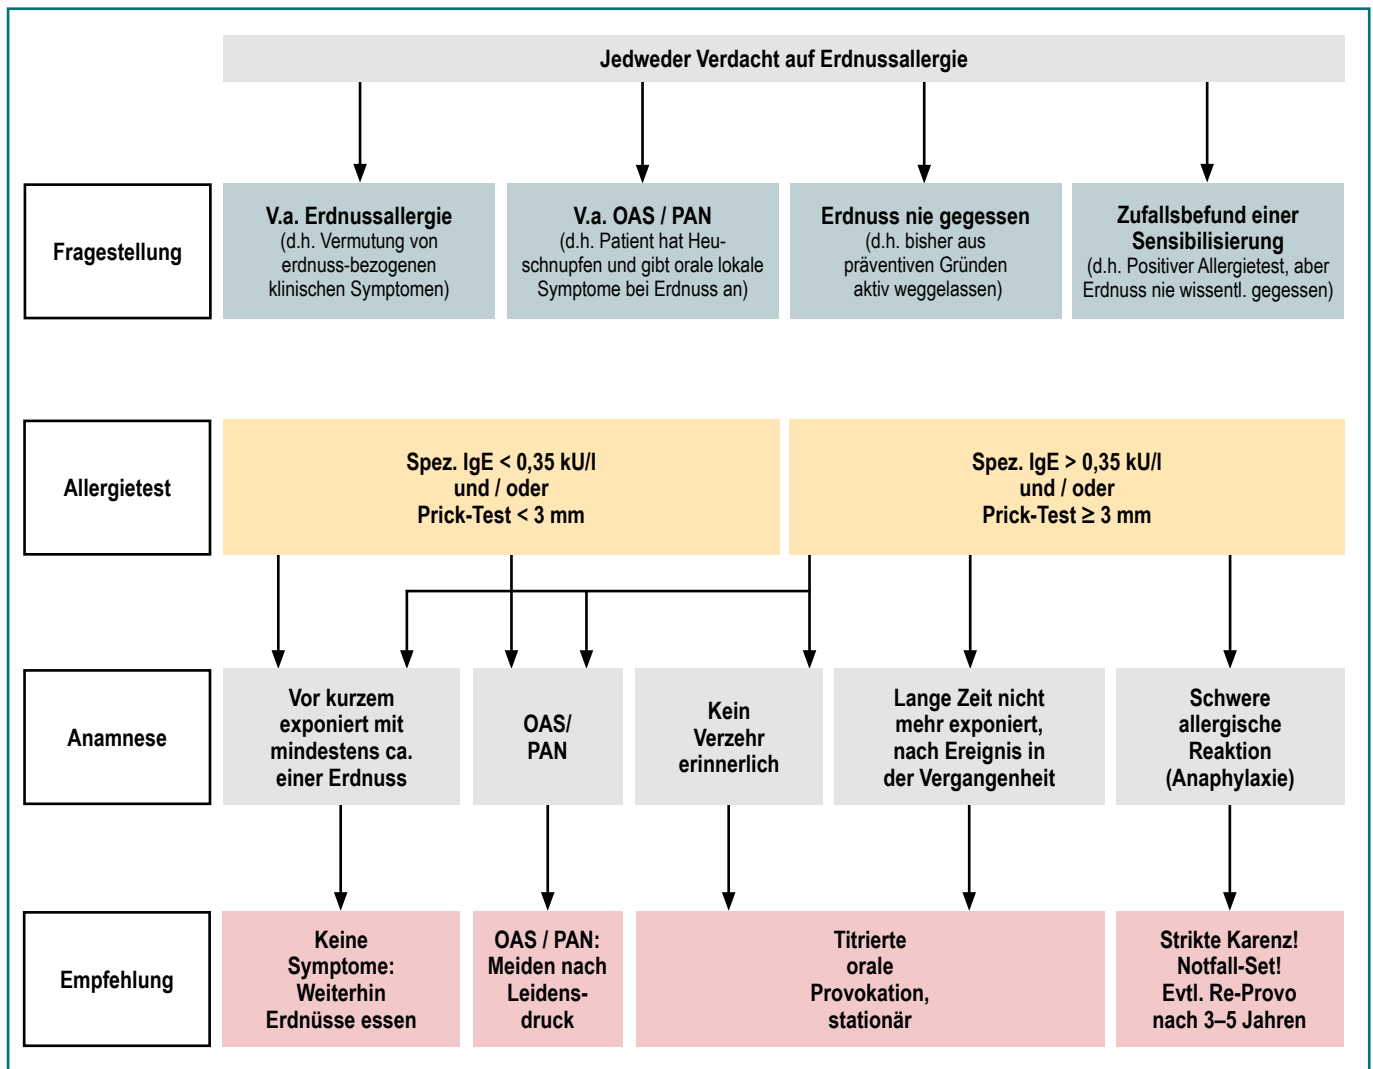 Jedweder Verdacht auf Erdnussallergie
Fragestellung
V.a. Erdnussallergie
(d.h. Vermutung von
erdnuss-bezogenen
klinischen Symptomen)
V.a. OAS / PAN
(d.h. Patient hat Heu-
schnupfen und gibt orale lokale
Symptome bei Erdnuss an)
Erdnuss nie gegessen
(d.h. bisher aus
präventiven Gründen
aktiv weggelassen)
Zufallsbefund einer
Sensibilisierung
(d.h. Positiver Allergietest, aber
Erdnuss nie wissentl. gegessen)
Allergietest
Spez. IgE < 0,35 kU/l
und / oder
Prick-Test < 3 mm
Spez. IgE > 0,35 kU/l
und / oder
Prick-Test ≥ 3 mm
Anamnese
Vor kurzem
exponiert mit
mindestens ca.
einer Erdnuss
OAS/
PAN
Kein
Verzehr
erinnerlich
Lange Zeit nicht
mehr exponiert,
nach Ereignis in
der Vergangenheit
Schwere
allergische
Reaktion
(Anaphylaxie)
Empfehlung
Keine
Symptome:
Weiterhin
Erdnüsse essen
OAS / PAN:
Meiden nach
Leidens-
druck
Titrierte
orale
Provokation,
stationär
Strikte Karenz!
Notfall-Set!
Evtl. Re-Provo
nach 3–5 Jahren